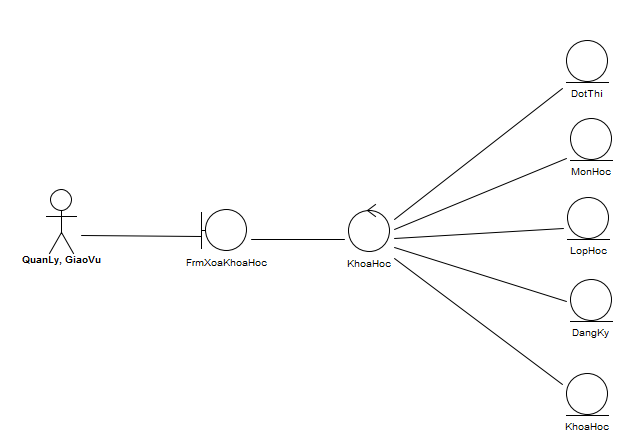 DotThi
MonHoc
QuanLy, GiaoVu
FrmXoaKhoaHoc
KhoaHoc
LopHoc
DangKy
KhoaHoc